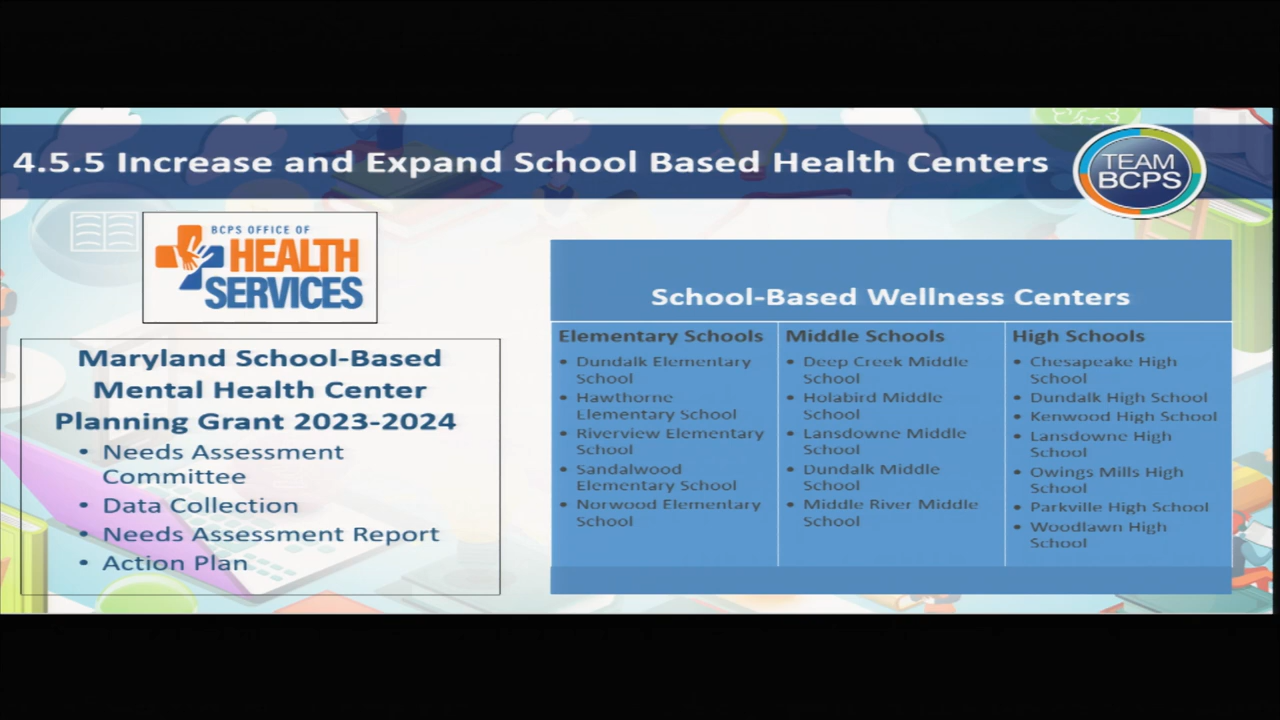 4.5.5 Increase and Expand School Based Health Centers
TEAM
BCPS
BCPS OFFICE OF
HEALTH
SERVICES
Maryland School-Based
Mental Health Center
Planning Grant 2023-2024
• Needs Assessment
Committee
• Data Collection
• Needs Assessment Report
• Action Plan
School-Based Wellness Centers
Elementary Schools
• Dundalk Elementary
School
• Hawthorne
Elementary School
• Riverview Elementary
School
• Sandalwood
Elementary School
• Norwood Elementary
School
Middle Schools
• Deep Creek Middle
School
• Holabird Middle
School
• Lansdowne Middle
School
• Dundalk Middle
School
• Middle River Middle
School
High Schools
• Chesapeake High
School
• Dundalk High School
• Kenwood High School
• Lansdowne High
School
• Owings Mills High
School
• Parkville High School
• Woodlawn High
School